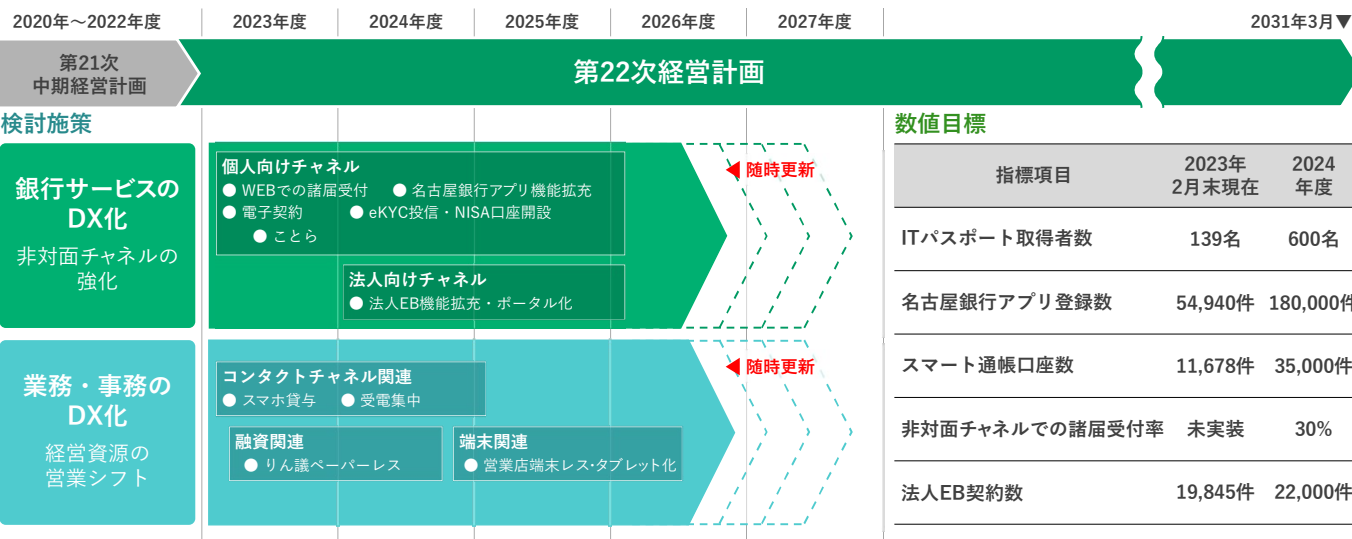 2020年～2022年度
2023年度
2024年度
2025年度
2026年度
2027年度
2031年3月▼
第21次
中期経営計画
第22次経営計画
検討施策
銀行サービスの
DX化
非対面チャネルの
強化
個人向けチャネル
● WEBでの諸届受付 ● 名古屋銀行アプリ機能拡充
● 電子契約 ● eKYC投信・NISA口座開設
● ことら
法人向けチャネル
● 法人EB機能拡充・ポータル化
◀ 随時更新
業務・事務の
DX化
経営資源の
営業シフト
コンタクトチャネル関連
● スマホ貸与 ● 受電集中
融資関連
● りん議ペーパーレス
端末関連
● 営業店端末レス・タブレット化
◀ 随時更新
数値目標
指標項目
2023年
2月末現在
2024
年度
ITパスポート取得者数 139名 600名
名古屋銀行アプリ登録数 54,940件 180,000件
スマート通帳口座数 11,678件 35,000件
非対面チャネルでの諸届受付率 未実装 30%
法人EB契約数 19,845件 22,000件